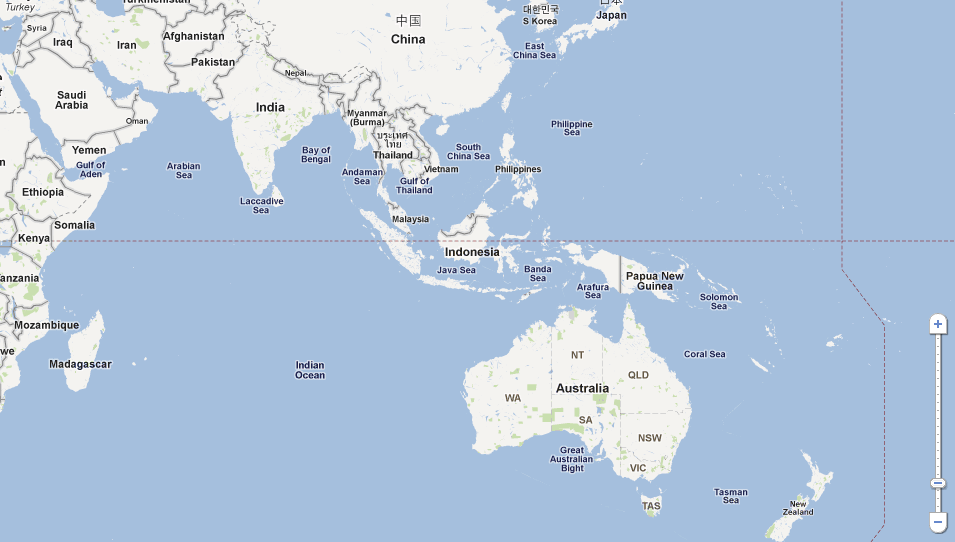 Turkey
Syria
Iraq
Iran
Afghanistan
Pakistan
Nepal
India
Saudi
Arabia
Oman
Yemen
Gulf of
Aden
Arabian
Sea
Ethiopia
Somalia
Kenya
anzania
Mozambique
we
Madagascar
Laccadive
Sea
Bay of
Bengal
中国
China
Myanmar
(Burma)
ประเทศ
ไทย
Thailand
Andaman
Sea
Gulf of
Thailand
Vietnam
South
China Sea
Philippines
Philippine
Sea
East
China Sea
대한민국
S Korea
Japan
Malaysia
Indonesia
Java Sea
Banda
Sea
Arafura
Sea
Papua New
Guinea
Solomon
Sea
Coral Sea
Indian
Ocean
Australia
NT
QLD
WA
SA
NSW
VIC
TAS
Great
Australian
Bight
Tasman
Sea
New
Zealand